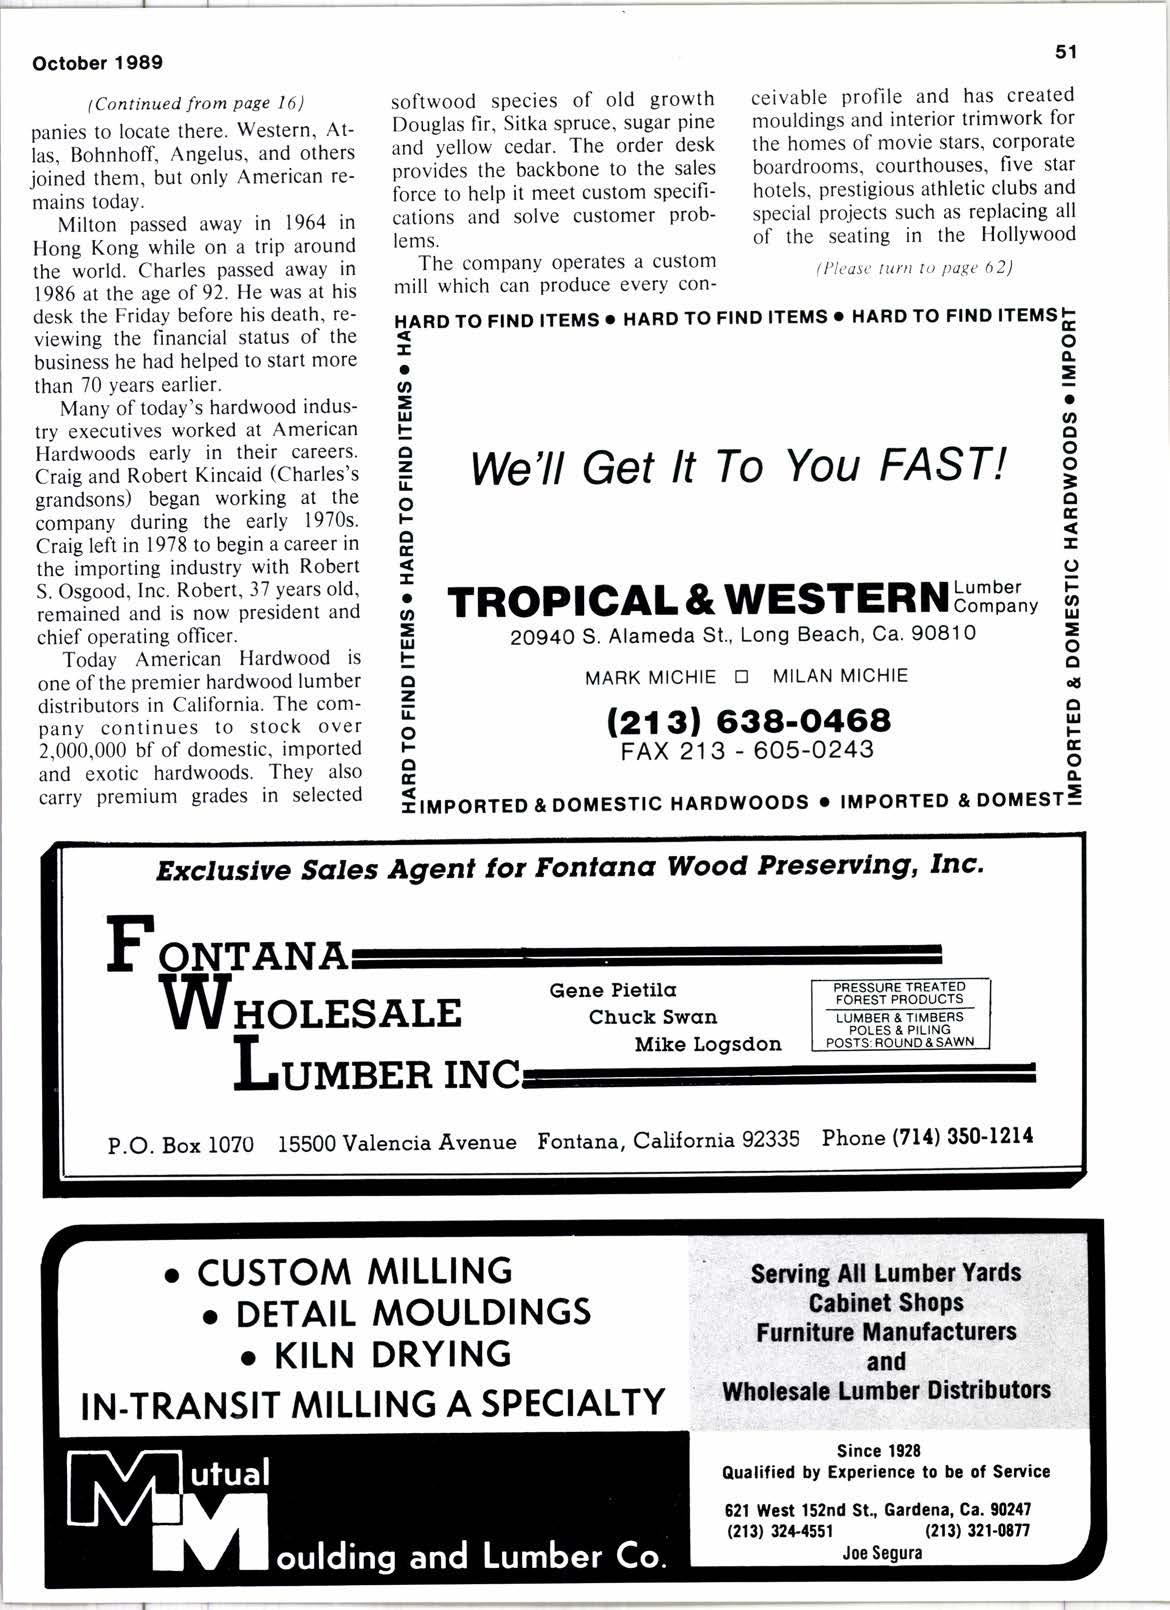 October 1989
51
(Continued from page 16)
panies to locate there. Western, At-
las, Bohnhoff, Angelus, and others
joined them, but only American re-
mains today.
Milton passed away in 1964 in
Hong Kong while on a trip around
the world. Charles passed away in
1986 at the age of 92. He was at his
desk the Friday before his death, re-
viewing the financial status of the
business he had helped to start more
than 70 years earlier.
Many of today's hardwood indus-
try executives worked at American
Hardwoods early in their careers.
Craig and Robert Kincaid (Charles's
grandsons) began working at the
company during the early 1970s.
Craig left in 1978 to begin a career in
the importing industry with Robert
S. Osgood, Inc. Robert, 37 years old,
remained and is now president and
chief operating officer.
Today American Hardwood is
one of the premier hardwood lumber
distributors in California. The com-
pany continues to stock over
2,000,000 bf of domestic, imported
and exotic hardwoods. They also
carry premium grades in selected
softwood species of old growth
Douglas fir, Sitka spruce, sugar pine
and yellow cedar. The order desk
provides the backbone to the sales
force to help it meet custom specifi-
cations and solve customer prob-
lems.
The company operates a custom
mill which can produce every con-
ceivable profile and has created
mouldings and interior trimwork for
the homes of movie stars, corporate
boardrooms, courthouses, five star
hotels, prestigious athletic clubs and
special projects such as replacing all
of the seating in the Hollywood
(Please turn to page 62)
HARD TO FIND ITEMS • HARD TO FIND ITEMS • HARD TO FIND ITEMS
HARD TO FIND ITEMS • HARD TO FIND ITEMS • HA
IMPORTED & DOMESTIC HARDWOODS • IMPORT
We'll Get It To You FAST!
TROPICAL & WESTERN Lumber
Company
20940 S. Alameda St., Long Beach, Ca. 90810
MARK MICHIE □ MILAN MICHIE
(213) 638-0468
FAX 213 - 605-0243
IMPORTED & DOMESTIC HARDWOODS • IMPORTED & DOMEST
Exclusive Sales Agent for Fontana Wood Preserving, Inc.
FONTANA
WHOLESALE
LUMBER INC.
Gene Pietila
Chuck Swan
Mike Logsdon
PRESSURE TREATED
FOREST PRODUCTS
LUMBER & TIMBERS
POLES & PILING
POSTS: ROUND & SAWN
P.O. Box 1070 15500 Valencia Avenue Fontana, California 92335 Phone (714) 350-1214
• CUSTOM MILLING
• DETAIL MOULDINGS
• KILN DRYING
IN-TRANSIT MILLING A SPECIALTY
Mutual
Moulding and Lumber Co.
Serving All Lumber Yards
Cabinet Shops
Furniture Manufacturers
and
Wholesale Lumber Distributors
Since 1928
Qualified by Experience to be of Service
621 West 152nd St., Gardena, Ca. 90247
(213) 324-4551 (213) 321-0877
Joe Segura